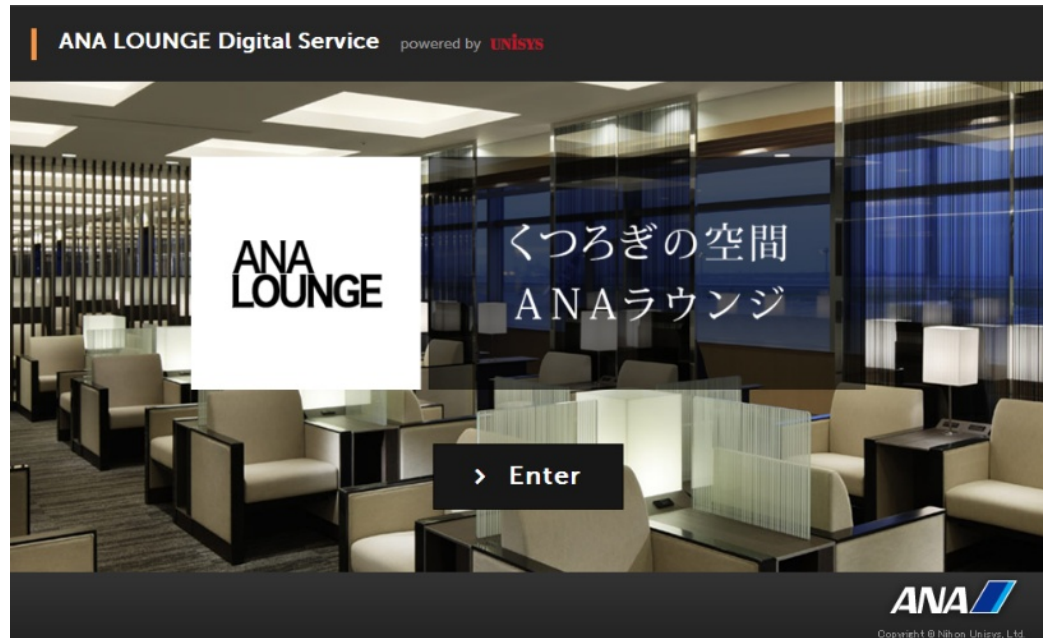 ANA LOUNGE Digital Service powered by UNISYS
ANA
LOUNGE
くつろぎの空間
ANAラウンジ
> Enter
ANA
Copyright © Nihon Unisys, Ltd.